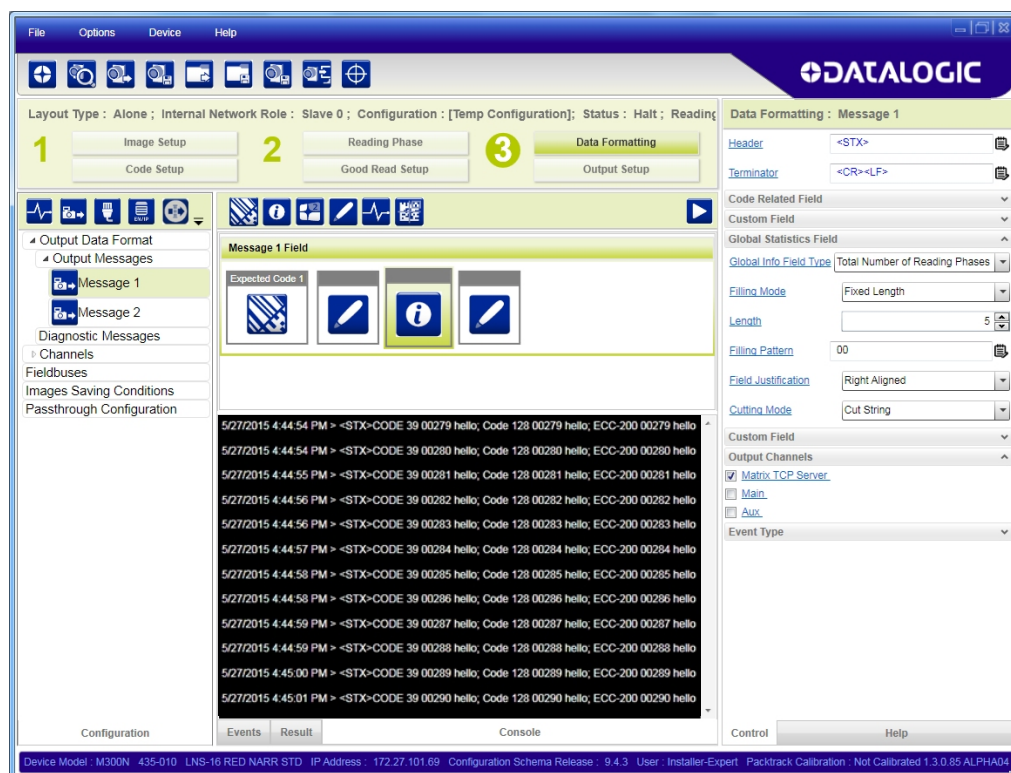 File Options Device Help
DATALOGIC
Layout Type : Alone ; Internal Network Role : Slave 0 ; Configuration : [Temp Configuration]; Status : Halt ; Reading
1
Image Setup
Code Setup
2
Reading Phase
Good Read Setup
3
Data Formatting
Output Setup
Output Data Format
Output Messages
Message 1
Message 2
Diagnostic Messages
Channels
Fieldbuses
Images Saving Conditions
Passthrough Configuration
Configuration
Message 1 Field
Expected Code 1
5/27/2015 4:44:54 PM > <STX>CODE 39 00279 hello; Code 128 00279 hello; ECC-200 00279 hello
5/27/2015 4:44:54 PM > <STX>CODE 39 00280 hello; Code 128 00280 hello; ECC-200 00280 hello
5/27/2015 4:44:55 PM > <STX>CODE 39 00281 hello; Code 128 00281 hello; ECC-200 00281 hello
5/27/2015 4:44:56 PM > <STX>CODE 39 00282 hello; Code 128 00282 hello; ECC-200 00282 hello
5/27/2015 4:44:56 PM > <STX>CODE 39 00283 hello; Code 128 00283 hello; ECC-200 00283 hello
5/27/2015 4:44:57 PM > <STX>CODE 39 00284 hello; Code 128 00284 hello; ECC-200 00284 hello
5/27/2015 4:44:58 PM > <STX>CODE 39 00285 hello; Code 128 00285 hello; ECC-200 00285 hello
5/27/2015 4:44:58 PM > <STX>CODE 39 00286 hello; Code 128 00286 hello; ECC-200 00286 hello
5/27/2015 4:44:59 PM > <STX>CODE 39 00287 hello; Code 128 00287 hello; ECC-200 00287 hello
5/27/2015 4:44:59 PM > <STX>CODE 39 00288 hello; Code 128 00288 hello; ECC-200 00288 hello
5/27/2015 4:45:00 PM > <STX>CODE 39 00289 hello; Code 128 00289 hello; ECC-200 00289 hello
5/27/2015 4:45:01 PM > <STX>CODE 39 00290 hello; Code 128 00290 hello; ECC-200 00290 hello
Events Result Console
Data Formatting : Message 1
Header <STX>
Terminator <CR><LF>
Code Related Field
Custom Field
Global Statistics Field
Global Info Field Type Total Number of Reading Phases
Filling Mode Fixed Length
Length 5
Filling Pattern 00
Field Justification Right Aligned
Cutting Mode Cut String
Custom Field
Output Channels
Matrix TCP Server
Main
Aux
Event Type
Control Help
Device Model : M300N 435-010 LNS-16 RED NARR STD IP Address : 172.27.101.69 Configuration Schema Release : 9.4.3 User : Installer-Expert Packtrack Calibration : Not Calibrated 1.3.0.85 ALPHA04